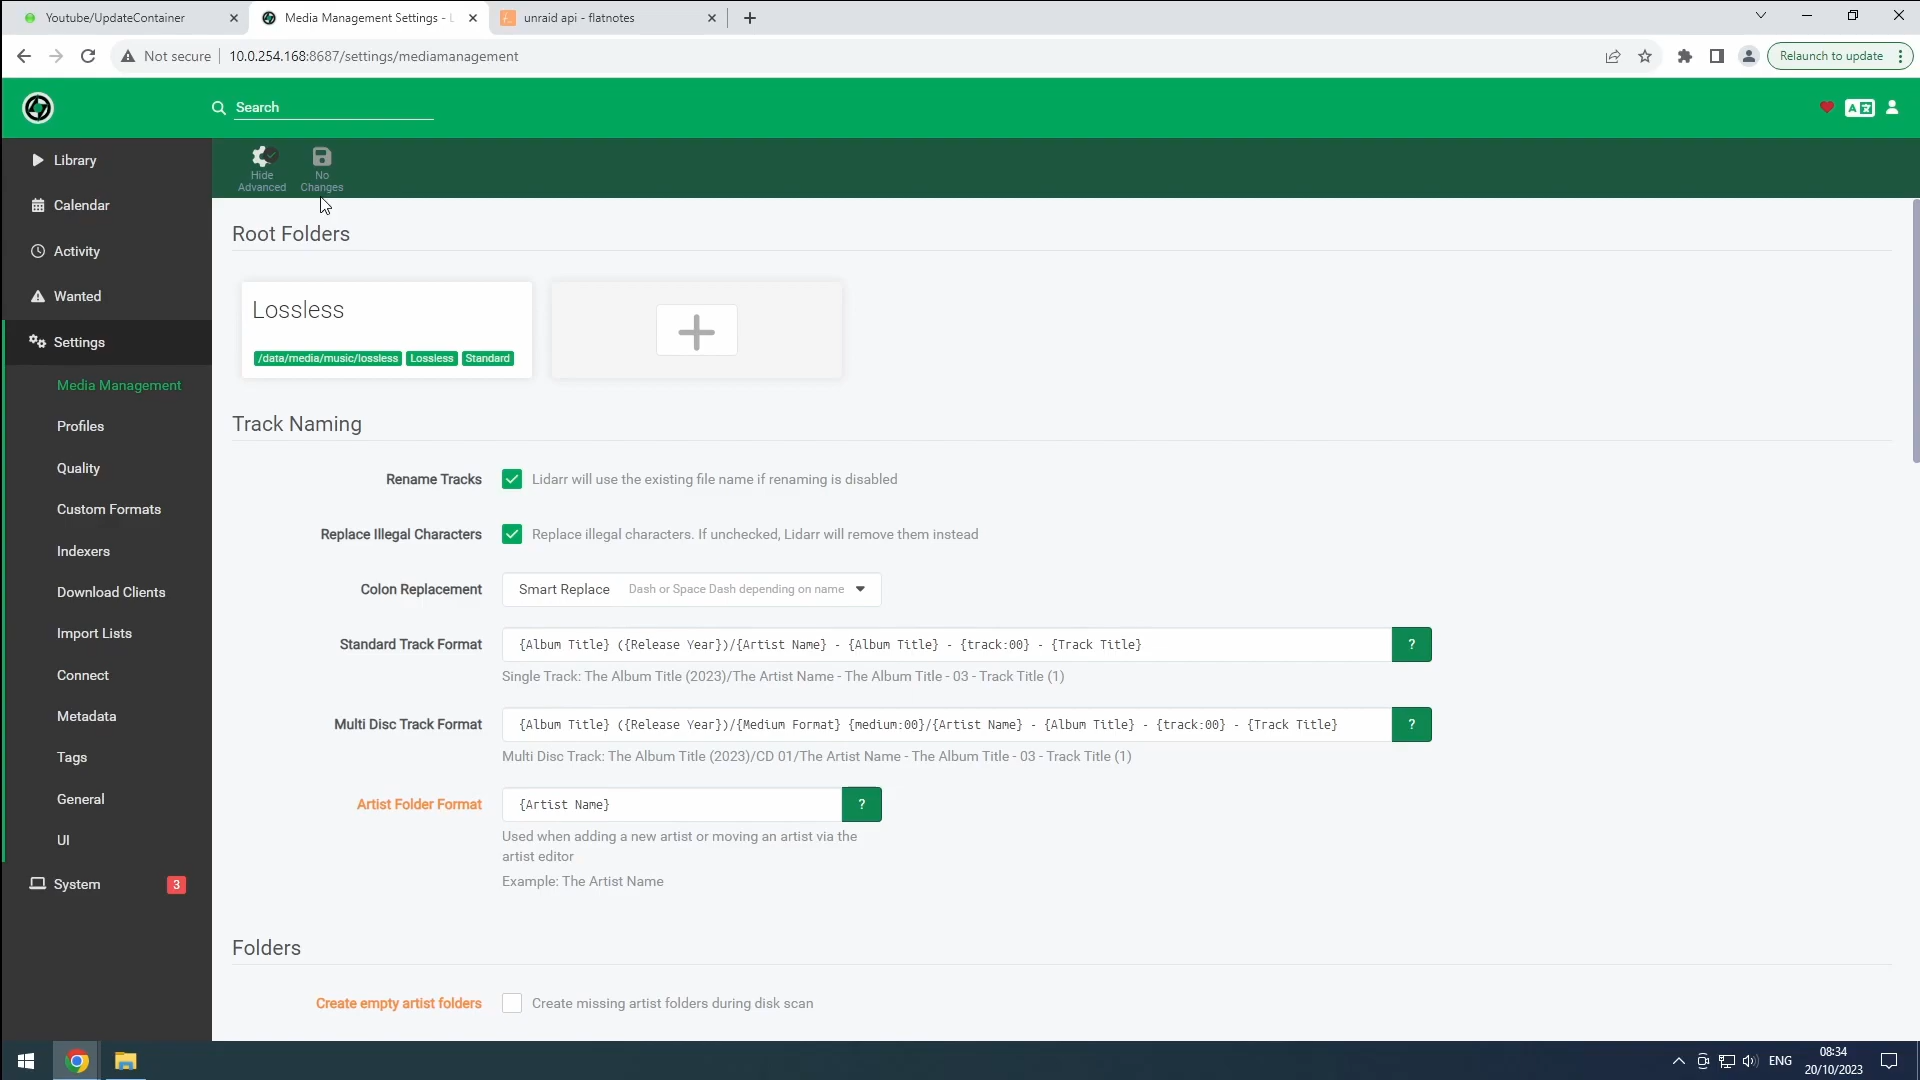 Youtube/UpdateContainer
Media Management Settings - L
unraid api - flatnotes
Not secure
10.0.254.168:8687/settings/mediamanagement
Relaunch to update
Search
Library
Calendar
Activity
Wanted
Settings
Media Management
Profiles
Quality
Custom Formats
Indexers
Download Clients
Import Lists
Connect
Metadata
Tags
General
UI
System
3
Hide
Advanced
No
Changes
Root Folders
Lossless
/data/media/music/lossless
Lossless
Standard
Track Naming
Rename Tracks
Lidarr will use the existing file name if renaming is disabled
Replace Illegal Characters
Replace illegal characters. If unchecked, Lidarr will remove them instead
Colon Replacement
Smart Replace
Dash or Space Dash depending on name
Standard Track Format
{Album Title} ({Release Year})/{Artist Name} - {Album Title} - {track:00} - {Track Title}
?
Single Track: The Album Title (2023)/The Artist Name - The Album Title - 03 - Track Title (1)
Multi Disc Track Format
{Album Title} ({Release Year})/{Medium Format} {medium:00}/{Artist Name} - {Album Title} - {track:00} - {Track Title}
?
Multi Disc Track: The Album Title (2023)/CD 01/The Artist Name - The Album Title - 03 - Track Title (1)
Artist Folder Format
{Artist Name}
?
Used when adding a new artist or moving an artist via the
artist editor
Example: The Artist Name
Folders
Create empty artist folders
Create missing artist folders during disk scan
ENG
08:34
20/10/2023